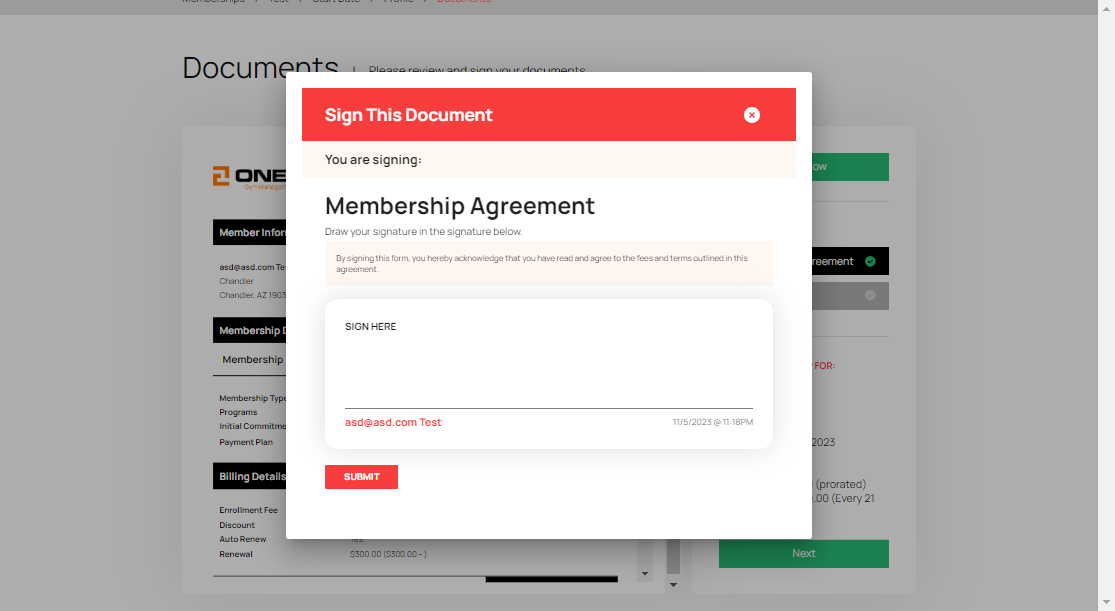 Memberships / Test / Start Date / Profile / Documents
Documents | Please review and sign your documents
Sign This Document
You are signing:
Membership Agreement
Draw your signature in the signature below.
By signing this form, you hereby acknowledge that you have read and agree to the fees and terms outlined in this
agreement.
SIGN HERE
asd@asd.com Test
11/5/2023 @ 11:18PM
SUBMIT
ONE
Gym Manage
Member Infor
asd@asd.com Te
Chandler
Chandler, AZ 1903
Membership D
Membership
Membership Type
Programs
Initial Commitme
Payment Plan
Billing Details
Enrollment Fee
Discount
Auto Renew Yes
Renewal $300.00 ($300.00 - )
ow
reement
FOR:
2023
(prorated)
.00 (Every 21
Next